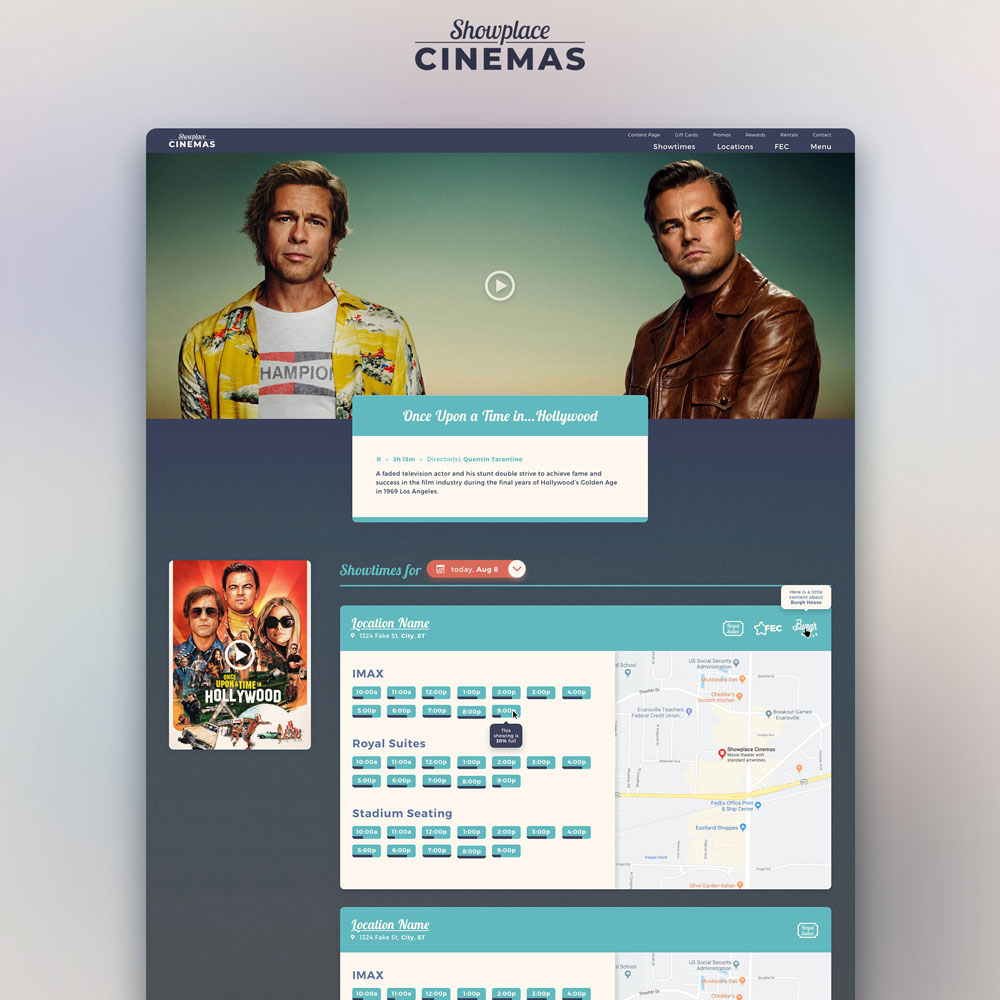 Showplace
CINEMAS
Showplace
CINEMAS
Content Page
Gift Cards
Promos
Rewards
Rentals
Contact
Showtimes
Locations
FEC
Menu
HAMPION
Once Upon a Time in...Hollywood
R • 3h 15m • Director(s): Quentin Tarantino
A faded television actor and his stunt double strive to achieve fame and
success in the film industry during the final years of Hollywood's Golden Age
in 1969 Los Angeles.
ONCE
UPON A TIME IN
HOLLYWOOD
Showtimes for
today, Aug 8
Here is a little
content about
Burgh House
Location Name
1324 Fake St. City, ST
Royal
Suites
FEC
Burgh
IMAX
10:00a 11:00a 12:00p 1:00p 2:00p 3:00p 4:00p
5:00p 6:00p 7:00p 8:00p 9:00p
This
showing is
50% full
Royal Suites
10:00a 11:00a 12:00p 1:00p 2:00p 3:00p 4:00p
5:00p 6:00p 7:00p 8:00p 9:00p
Stadium Seating
10:00a 11:00a 12:00p 1:00p 2:00p 3:00p 4:00p
5:00p 6:00p 7:00p 8:00p 9:00p
US Social Security
Administration
d School
McAlister's Deli
Theater Dr
Cheddar's
Scratch Kitchen
Evansville Teachers
Federal Credit Union
Breakout Games
Evansville
Showplace Cinemas
Movie theater with
standard amenities
FedEx Office Print
& Ship Center
Eastland Shoppes
Harper Ditch
Vogel Rd
Olive Garden Italian
Location Name
1324 Fake St. City, ST
Royal
Suites
IMAX
10:00a 11:00a 12:00p 1:00p 2:00p 3:00p 4:00p
US Social Security
Administration
d School
McAlister's Deli
Theater Dr
Cheddar's